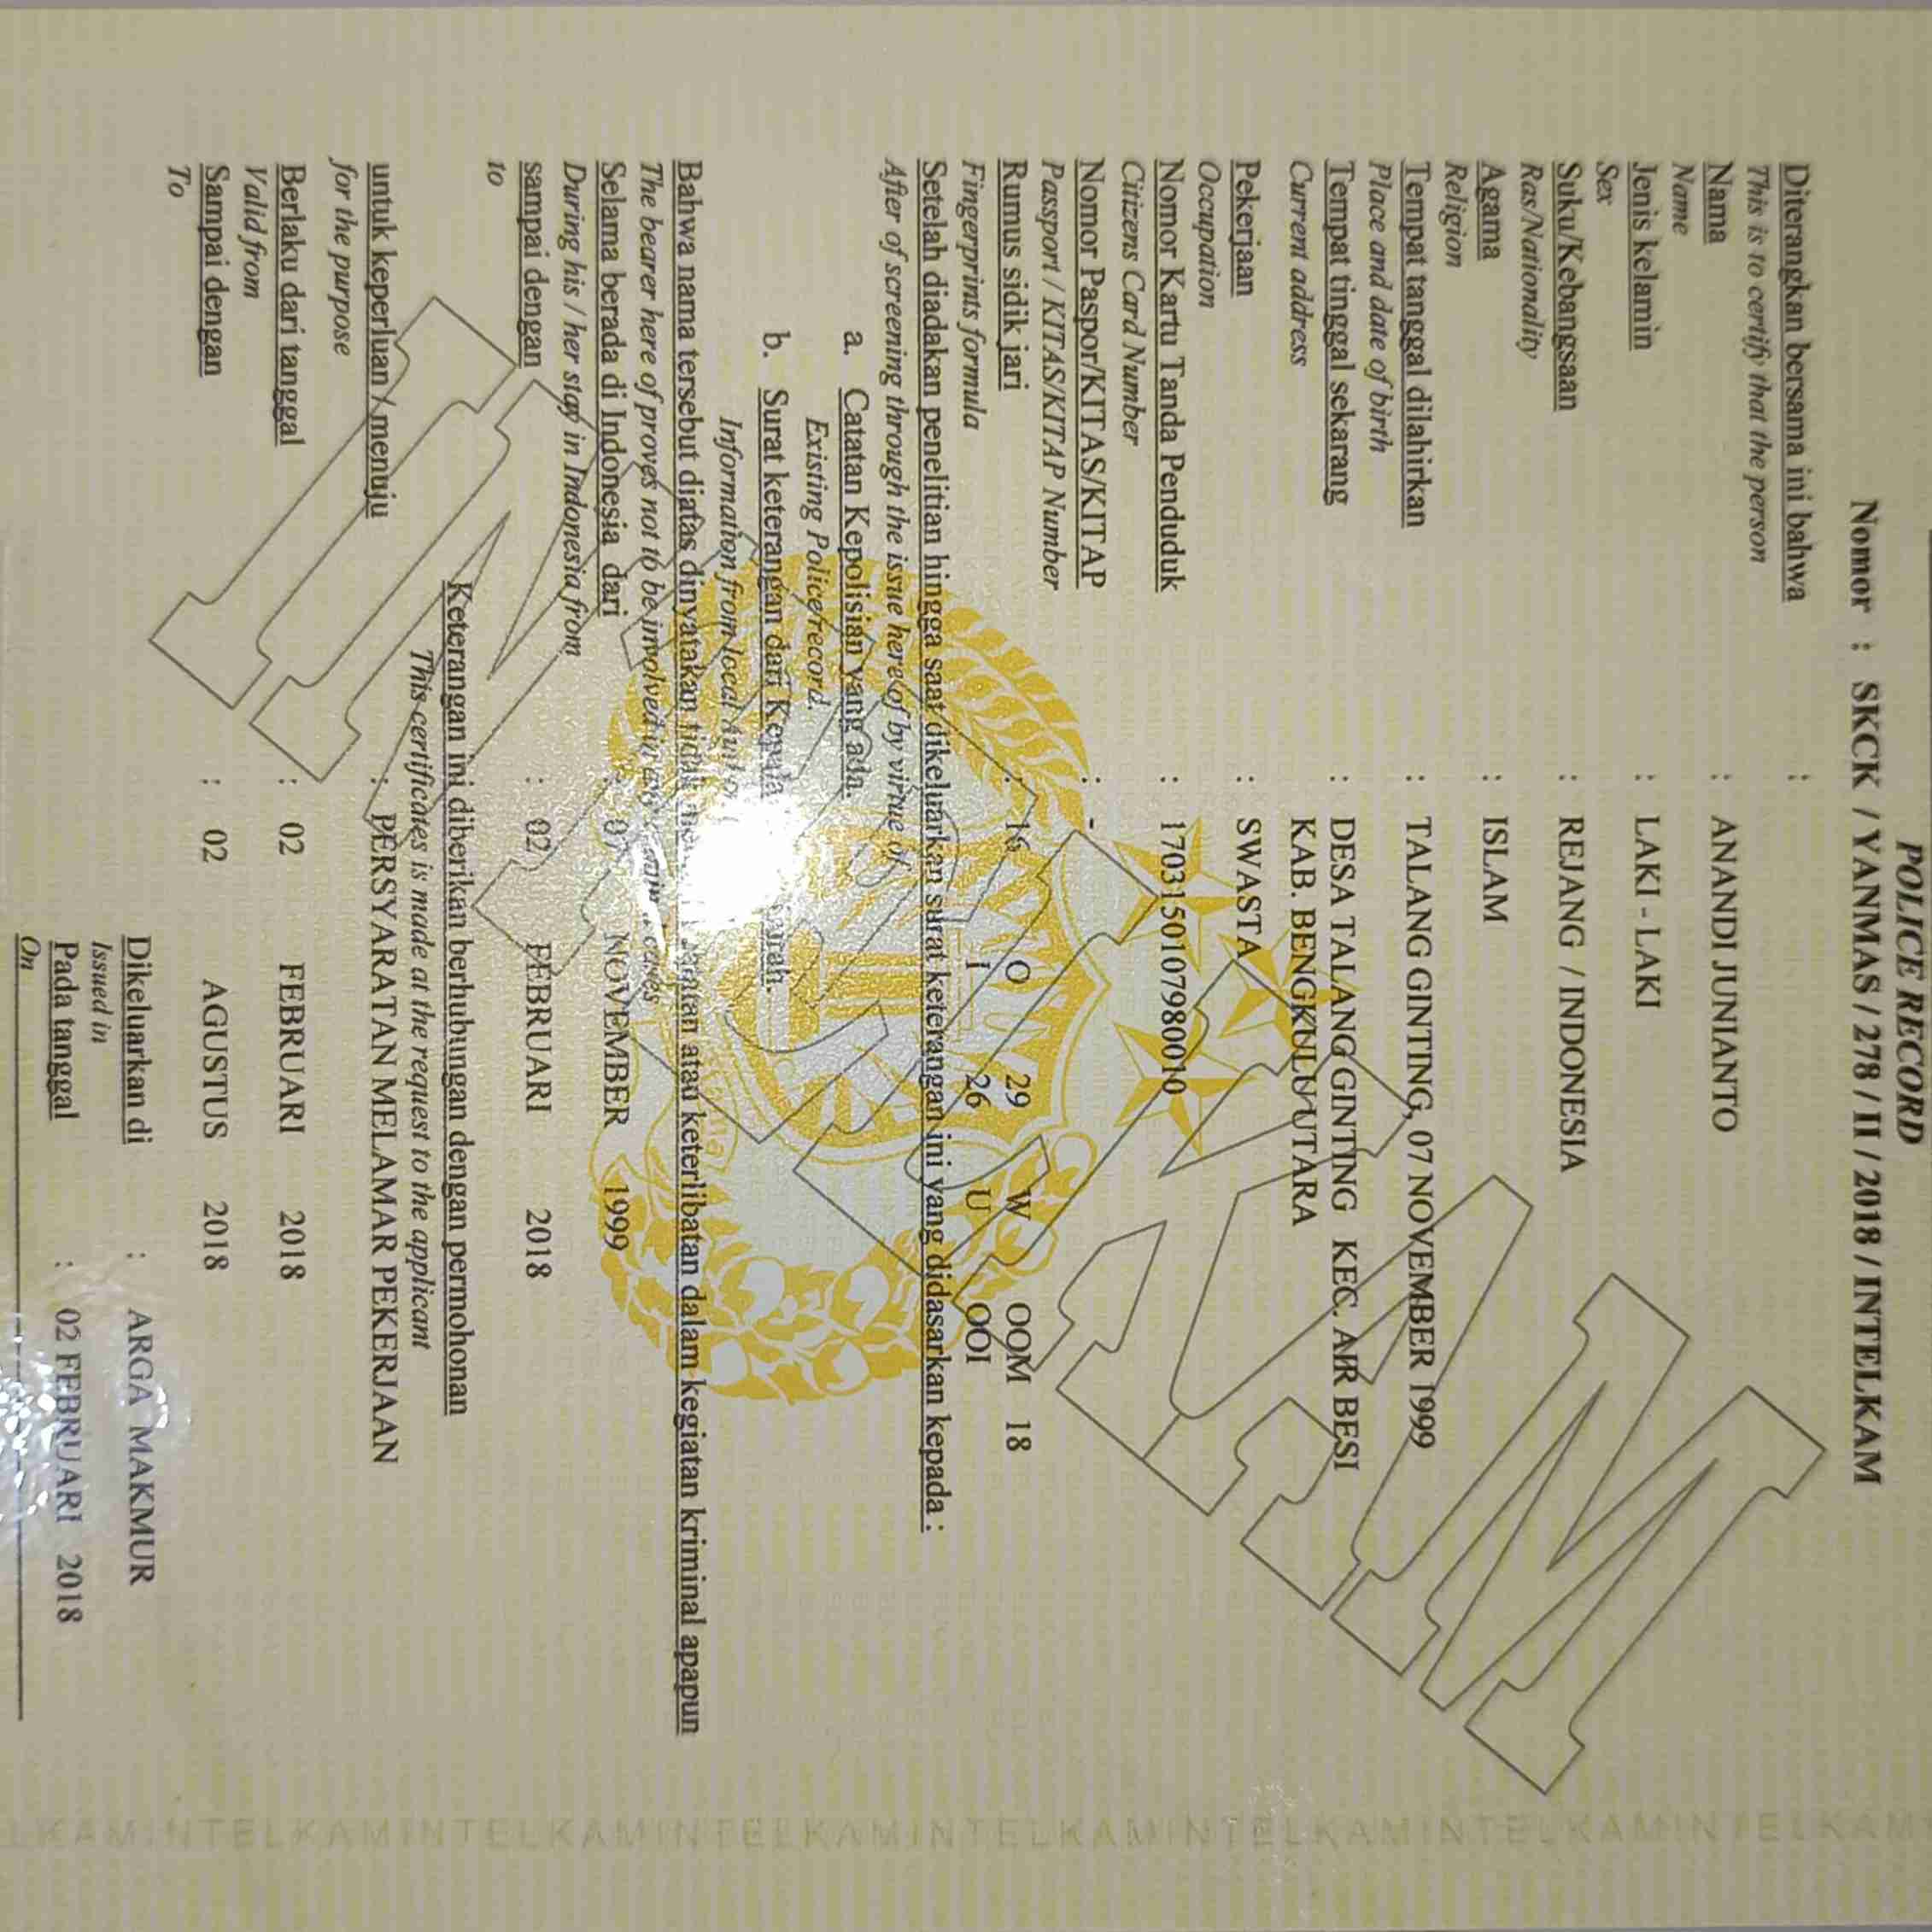 POLICE RECORD
Nomor : SKCK / YANMAS / 278 / II / 2018 / INTELKAM
Diterangkan bersama ini bahwa :
This is to certify that the person
Nama : ANANDI JUNIANTO
Name
Jenis kelamin : LAKI - LAKI
Sex
Suku/Kebangsaan : REJANG / INDONESIA
Ras/Nationality
Agama : ISLAM
Religion
Tempat tanggal dilahirkan : TALANG GINTING, 07 NOVEMBER 1999
Place and date of birth
Tempat tinggal sekarang : DESA TALANG GINTING KEC. AIR BESI
Current address KAB. BENGKULU UTARA
Pekerjaan : SWASTA
Occupation
Nomor Kartu Tanda Penduduk : 1703150107980010
Citizens Card Number
Nomor Paspor/KITAS/KITAP : -
Passport / KITAS/KITAP Number
Rumus sidik jari : 16 O 29 W OOM 18
Fingerprints formula I 26 U OOI
Setelah diadakan penelitian hingga saat dikeluarkan surat keterangan ini yang didasarkan kepada :
After of screening through the issue here of by virtue of
a. Catatan Kepolisian yang ada.
Existing Police record.
b. Surat keterangan dari Kepala
Information from local
Bahwa nama tersebut diatas dinyatakan tidak atau keterlibatan dalam kegiatan kriminal apapun
The bearer here of proves not to be involved in any cases
Selama berada di Indonesia dari : 07 NOVEMBER 1999
During his / her stay in Indonesia from
sampai dengan : 02 FEBRUARI 2018
to
Keterangan ini diberikan berhubungan dengan permohonan
This certificates is made at the request to the applicant
untuk keperluan / menuju : PERSYARATAN MELAMAR PEKERJAAN
for the purpose
Berlaku dari tanggal : 02 FEBRUARI 2018
Valid from
Sampai dengan : 02 AGUSTUS 2018
To
Dikeluarkan di : ARGA MAKMUR
Issued in
Pada tanggal : 02 FEBRUARI 2018
On
LKAMINTELKAMINTELKAMINTELKAMINTELKAMINTELKAMINTELKAMINTELKAM